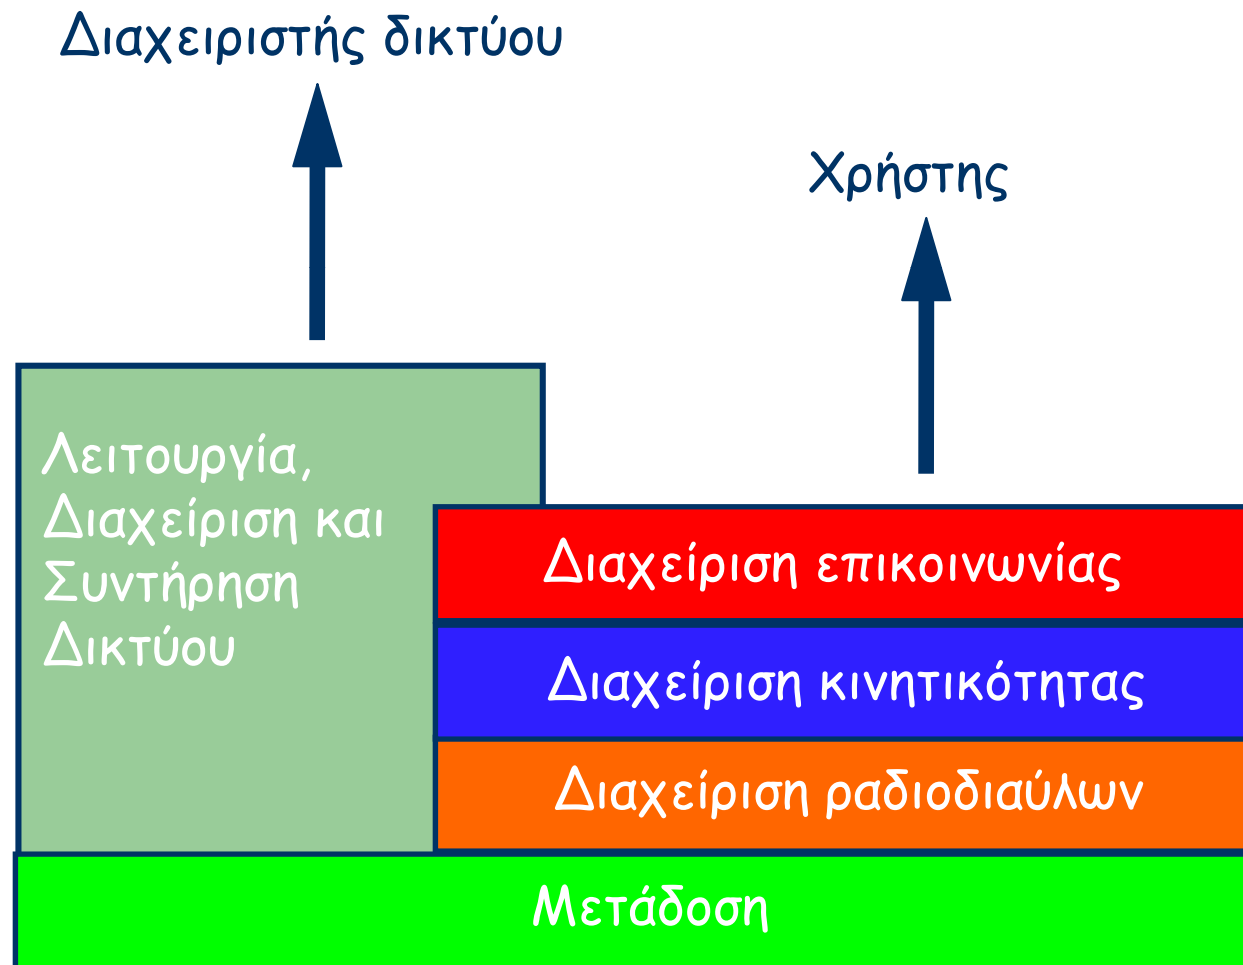 Διαχειριστής δικτύου
Χρήστης
Λειτουργία,
Διαχείριση και
Συντήρηση
Δικτύου
Διαχείριση επικοινωνίας
Διαχείριση κινητικότητας
Διαχείριση ραδιοδιαύλων
Μετάδοση